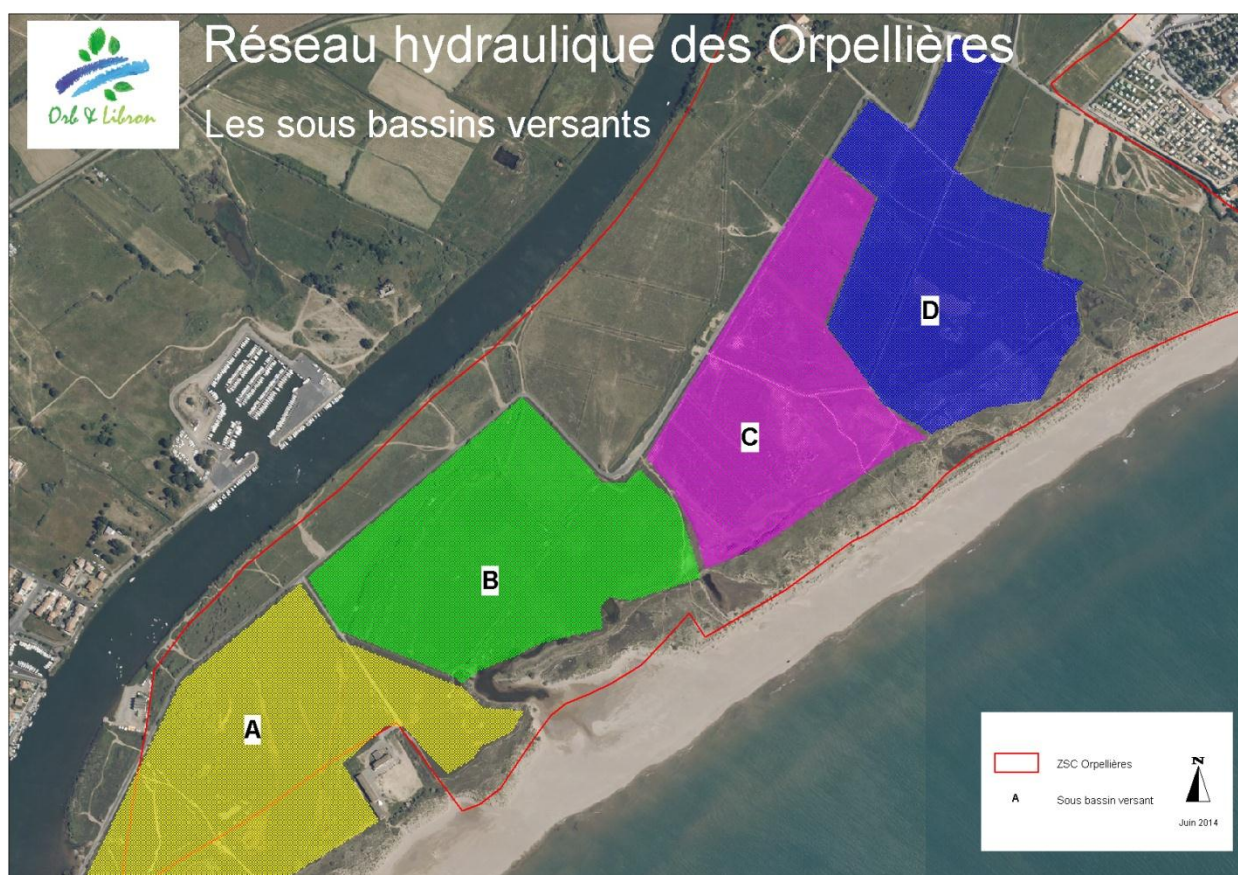 Réseau hydraulique des Orpellières
Les sous bassins versants
Orb & Libron
D
C
B
A
ZSC Orpellières
A Sous bassin versant
N
Juin 2014